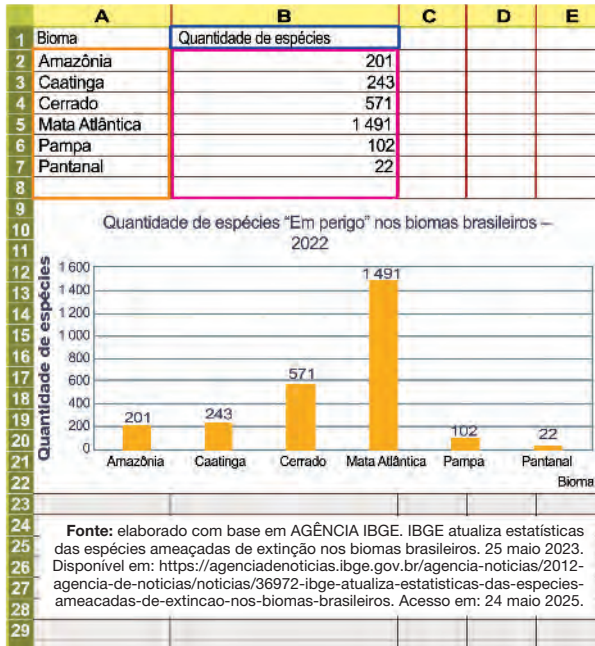 A B C D E
1 Bioma Quantidade de espécies
2 Amazônia 201
3 Caatinga 243
4 Cerrado 571
5 Mata Atlântica 1 491
6 Pampa 102
7 Pantanal 22
8
9
10
11
12
13
14
15
16
17
18
19
20
21
22
23
24
25
26
27
28
29
Quantidade de espécies "Em perigo" nos biomas brasileiros –
2022
Quantidade de espécies
1 600
1 400
1 200
1 000
800
600
400
200
0
201 243 571 1 491 102 22
Amazônia Caatinga Cerrado Mata Atlântica Pampa Pantanal
Bioma
Fonte: elaborado com base em AGÊNCIA IBGE. IBGE atualiza estatísticas
das espécies ameaçadas de extinção nos biomas brasileiros. 25 maio 2023.
Disponível em: https://agenciadenoticias.ibge.gov.br/agencia-noticias/2012-
agencia-de-noticias/noticias/36972-ibge-atualiza-estatisticas-das-especies-
ameacadas-de-extincao-nos-biomas-brasileiros. Acesso em: 24 maio 2025.